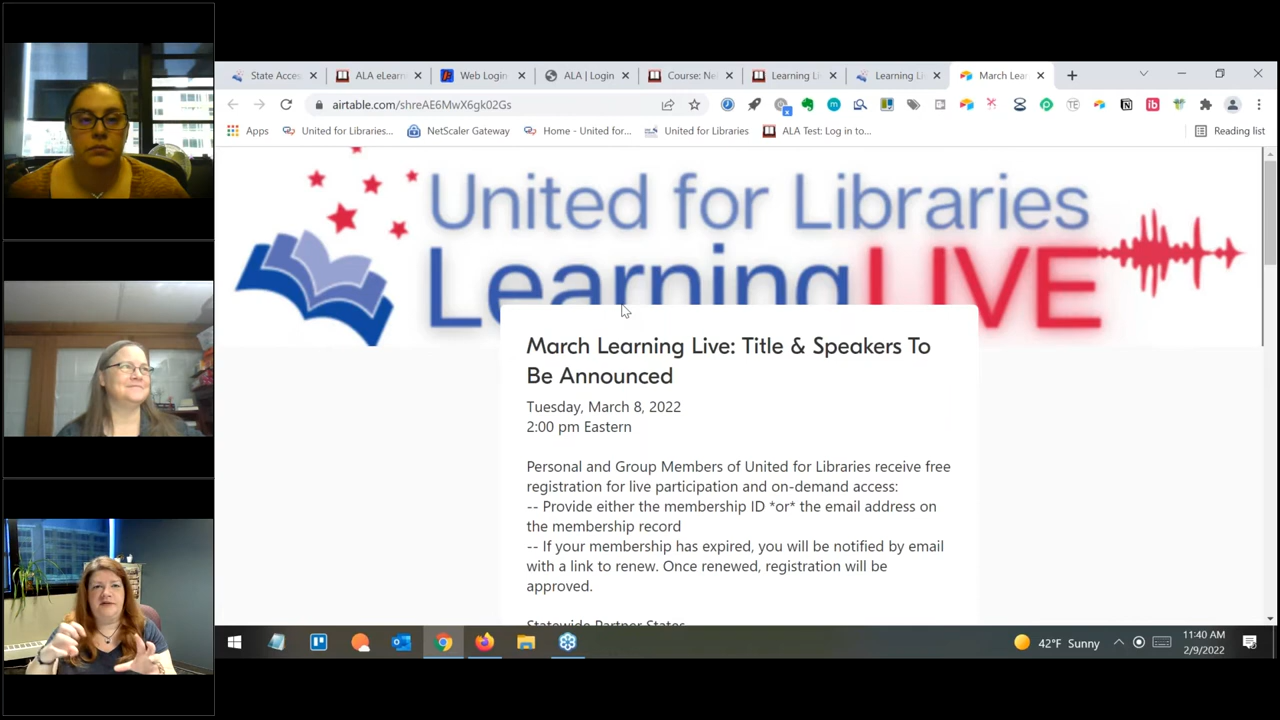 State Acces
ALA eLearn
Web Login
ALA | Login
Course: Ne
Learning Li
Learning Li
March Lear
airtable.com/shreAE6MwX6gk02Gs
Apps
United for Libraries...
NetScaler Gateway
Home - United for...
United for Libraries
ALA Test: Log in to...
Reading list
United for Libraries
Learning LIVE
March Learning Live: Title & Speakers To
Be Announced
Tuesday, March 8, 2022
2:00 pm Eastern
Personal and Group Members of United for Libraries receive free
registration for live participation and on-demand access:
-- Provide either the membership ID *or* the email address on
the membership record
-- If your membership has expired, you will be notified by email
with a link to renew. Once renewed, registration will be
approved.
Statewide Partner States
42°F Sunny
11:40 AM
2/9/2022